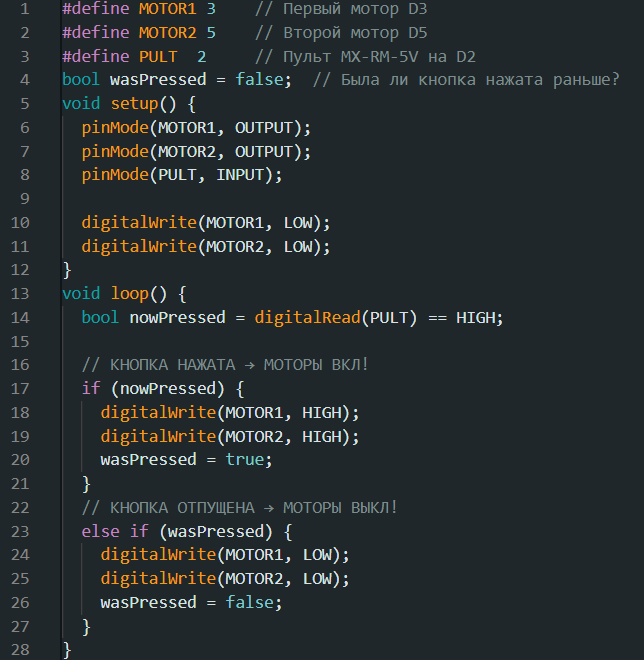 1 #define MOTOR1 3 // Первый мотор D3
2 #define MOTOR2 5 // Второй мотор D5
3 #define PULT 2 // Пульт MX-RM-5V на D2
4 bool wasPressed = false; // Была ли кнопка нажата раньше?
5 void setup() {
6 pinMode(MOTOR1, OUTPUT);
7 pinMode(MOTOR2, OUTPUT);
8 pinMode(PULT, INPUT);
9
10 digitalWrite(MOTOR1, LOW);
11 digitalWrite(MOTOR2, LOW);
12 }
13 void loop() {
14 bool nowPressed = digitalRead(PULT) == HIGH;
15
16 // КНОПКА НАЖАТА → МОТОРЫ ВКЛ!
17 if (nowPressed) {
18 digitalWrite(MOTOR1, HIGH);
19 digitalWrite(MOTOR2, HIGH);
20 wasPressed = true;
21 }
22 // КНОПКА ОТПУЩЕНА → МОТОРЫ ВЫКЛ!
23 else if (wasPressed) {
24 digitalWrite(MOTOR1, LOW);
25 digitalWrite(MOTOR2, LOW);
26 wasPressed = false;
27 }
28 }